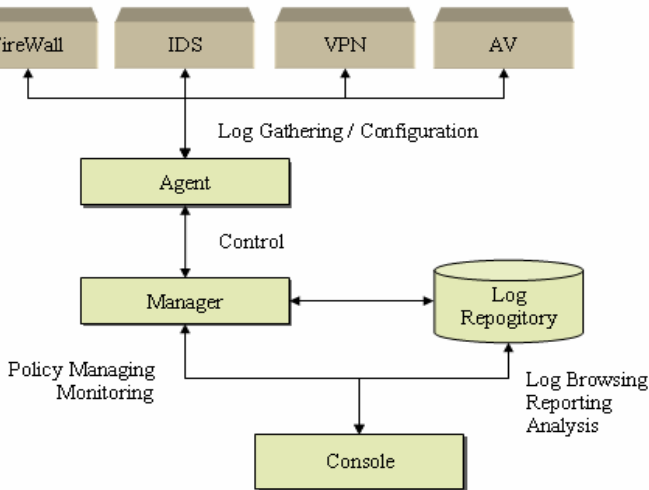 ireWall
IDS
VPN
AV
Log Gathering / Configuration
Agent
Control
Manager
Log
Repogitory
Policy Managing
Monitoring
Log Browsing
Reporting
Analysis
Console